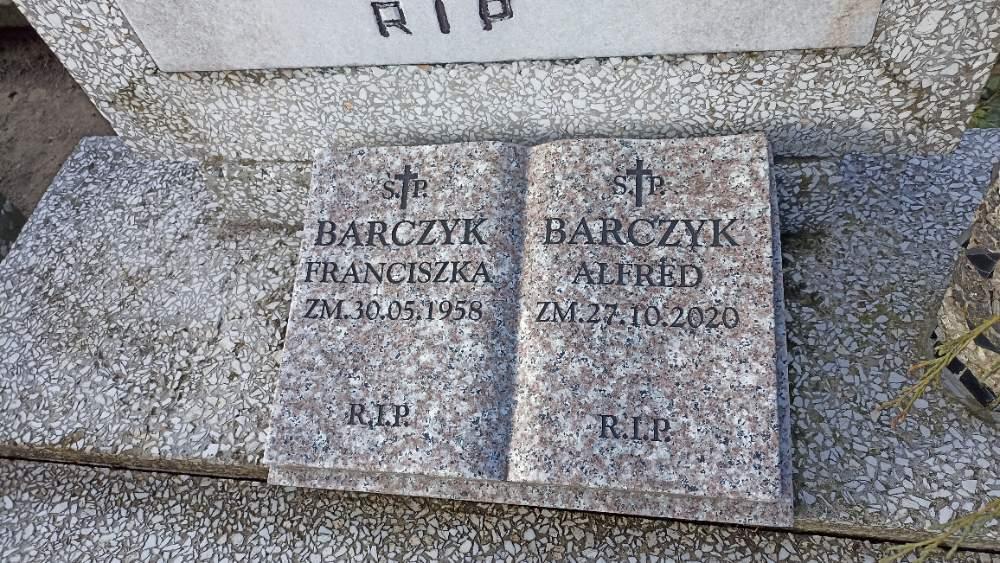 RIP
S.P.
BARCZYK
FRANCISZKA
ZM.30.05.1958
R.I.P.
S.P.
BARCZYK
ALFRED
ZM.27.10.2020
R.I.P.